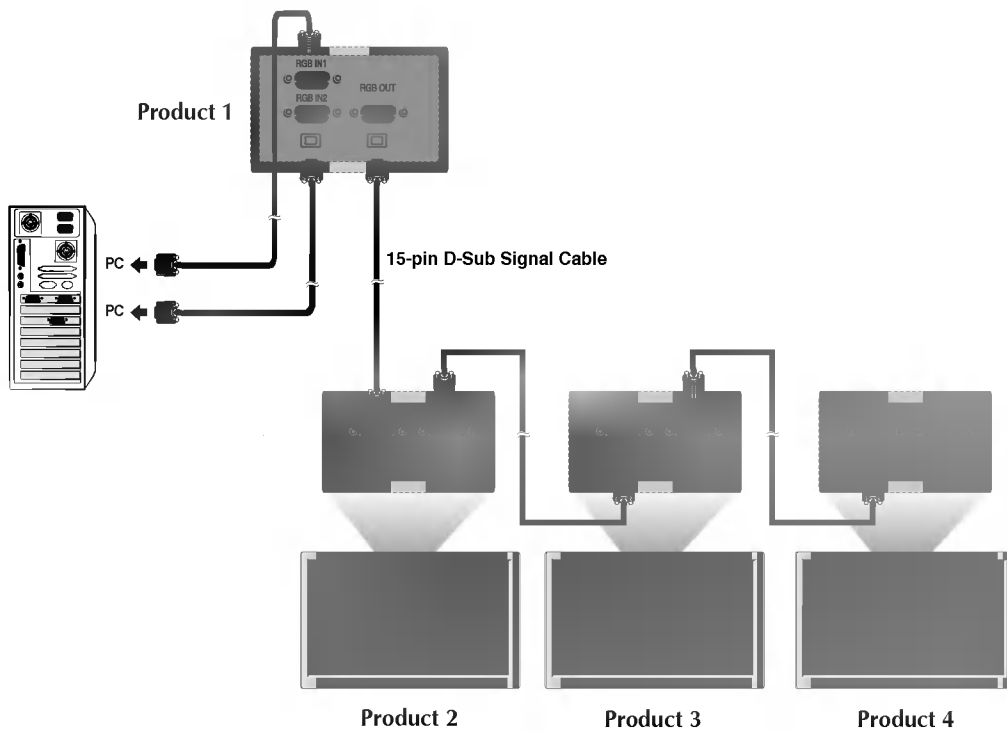 RGB IN1
RGB IN2
RGB OUT
Product 1
PC
15-pin D-Sub Signal Cable
PC
Product 2
Product 3
Product 4